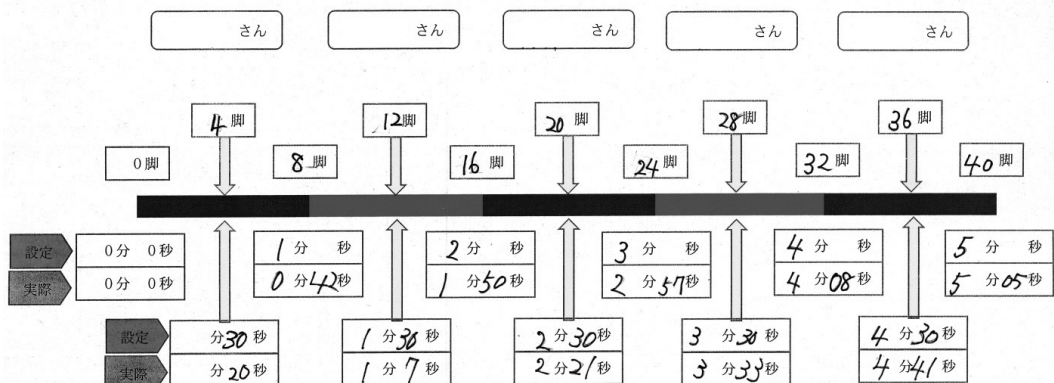 さん さん さん さん さん
4脚 12脚 20脚 28脚 36脚
0脚 8脚 16脚 24脚 32脚 40脚
設定 0分 0秒 1分 秒 2分 秒 3分 秒 4分 秒 5分 秒
実際 0分 0秒 0分42秒 1分50秒 2分57秒 4分08秒 5分05秒
設定 分30秒 1分30秒 2分30秒 3分30秒 4分30秒
実際 分20秒 1分7秒 2分21秒 3分33秒 4分41秒